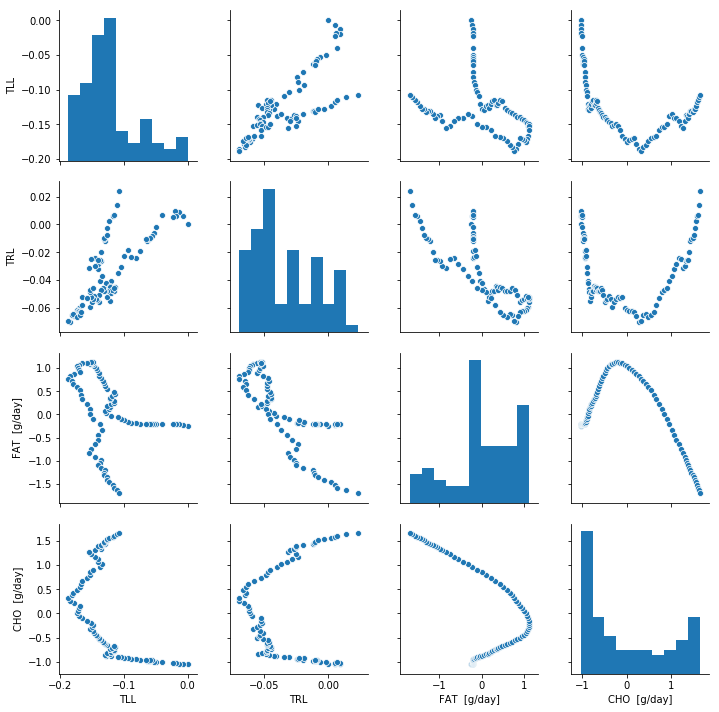 0.00
−0.05
−0.10
−0.15
−0.20
TLL
0.02
0.00
−0.02
−0.04
−0.06
TRL
1.0
0.5
0.0
−0.5
−1.0
−1.5
FAT [g/day]
1.5
1.0
0.5
0.0
−0.5
−1.0
CHO [g/day]
−0.2 −0.1 0.0
TLL
−0.05 0.00
TRL
−1 0 1
FAT [g/day]
−1 0 1
CHO [g/day]